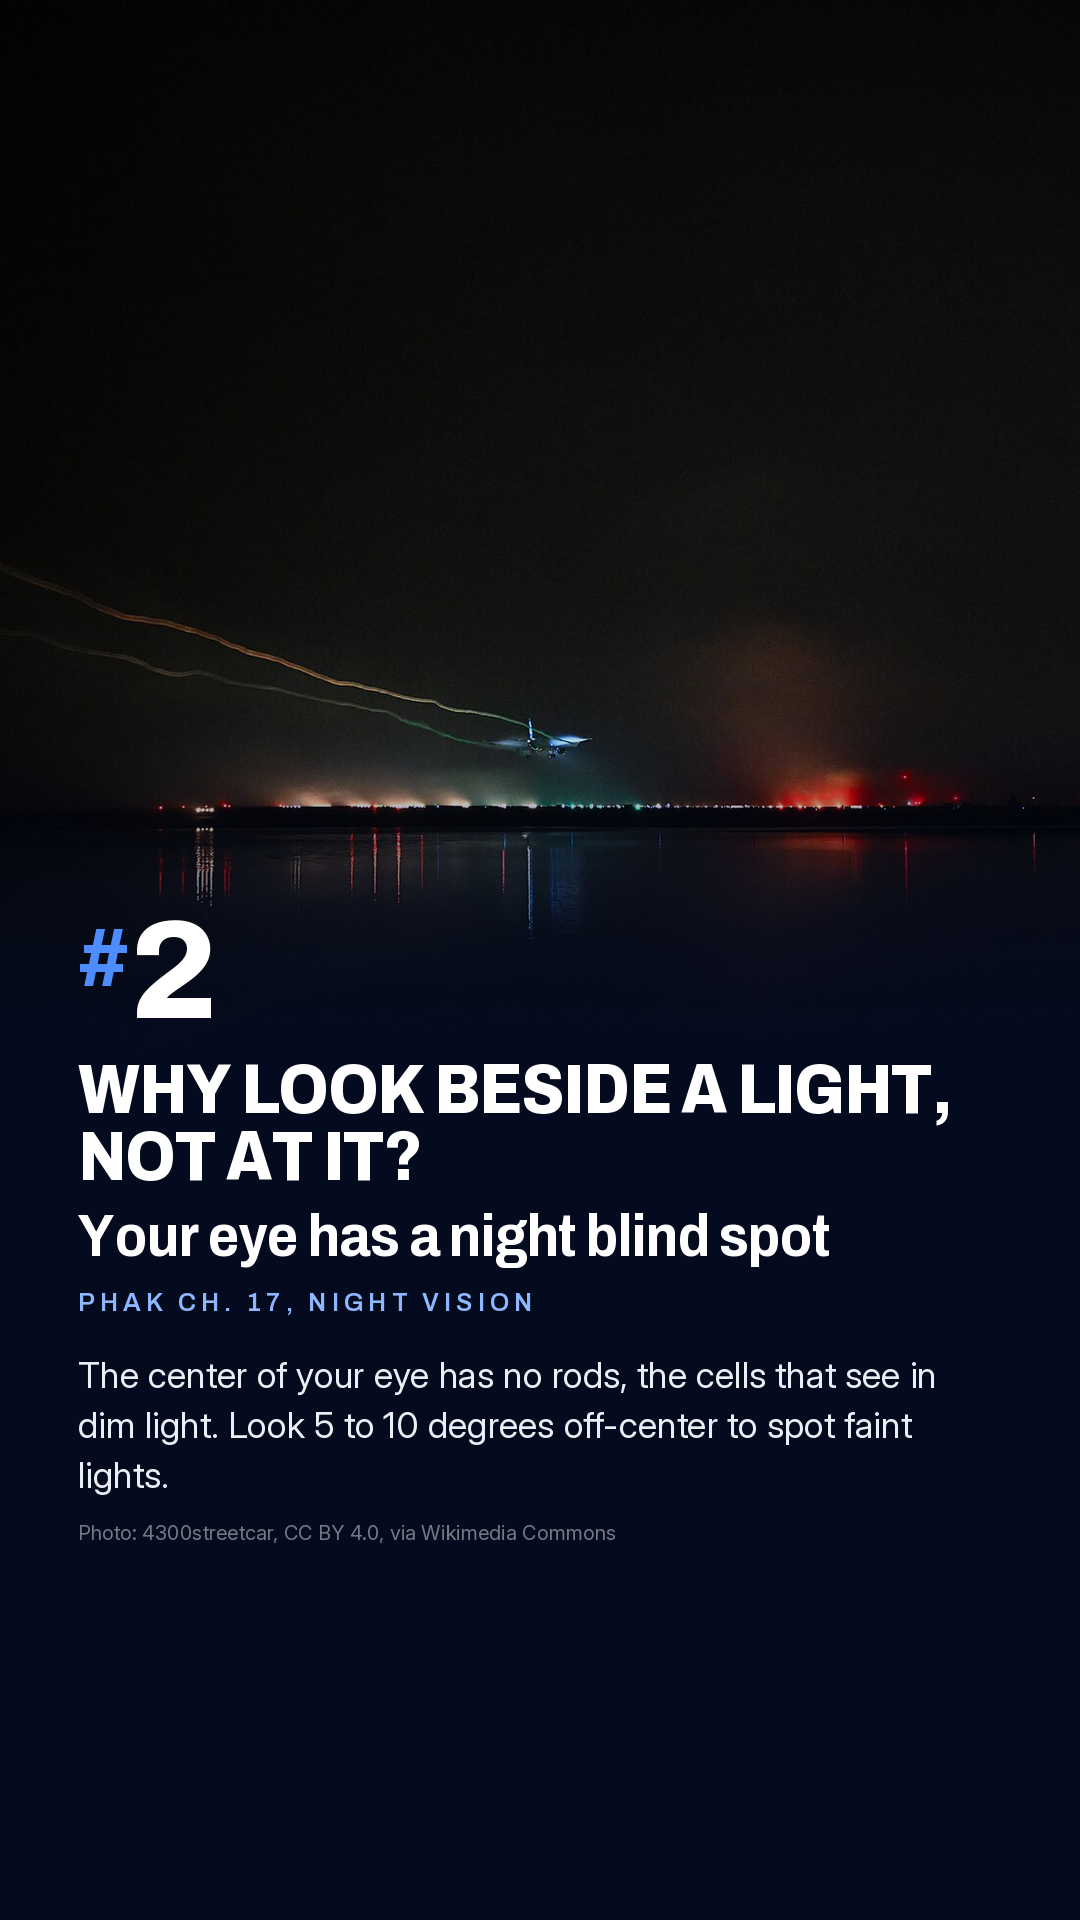 #2
WHY LOOK BESIDE A LIGHT,
NOT AT IT?
Your eye has a night blind spot
PHAK CH. 17, NIGHT VISION
The center of your eye has no rods, the cells that see in
dim light. Look 5 to 10 degrees off-center to spot faint
lights.
Photo: 4300streetcar, CC BY 4.0, via Wikimedia Commons